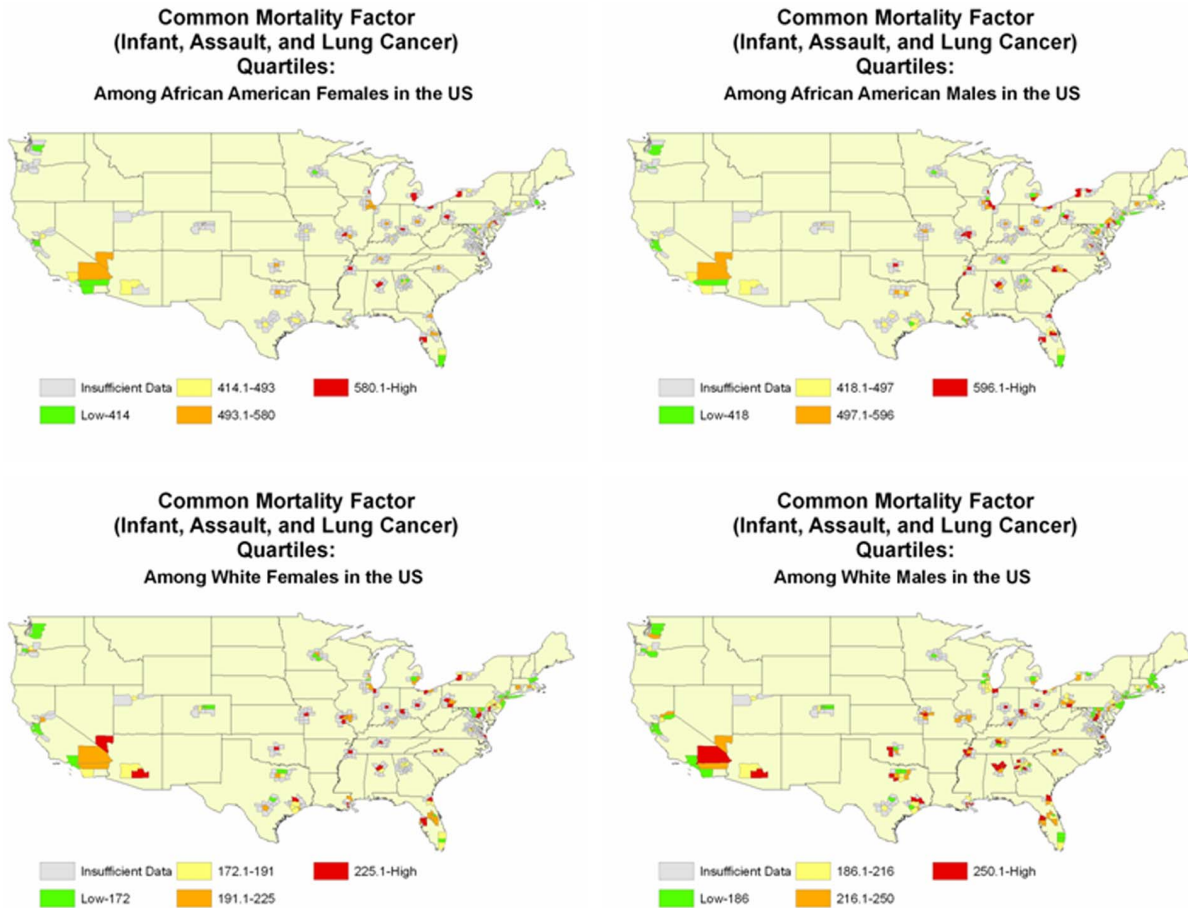 Common Mortality Factor
(Infant, Assault, and Lung Cancer)
Quartiles:
Among African American Females in the US
Insufficient Data
414.1-493
580.1-High
Low-414
493.1-580
Common Mortality Factor
(Infant, Assault, and Lung Cancer)
Quartiles:
Among African American Males in the US
Insufficient Data
418.1-497
596.1-High
Low-418
497.1-596
Common Mortality Factor
(Infant, Assault, and Lung Cancer)
Quartiles:
Among White Females in the US
Insufficient Data
172.1-191
225.1-High
Low-172
191.1-225
Common Mortality Factor
(Infant, Assault, and Lung Cancer)
Quartiles:
Among White Males in the US
Insufficient Data
186.1-216
250.1-High
Low-186
216.1-250